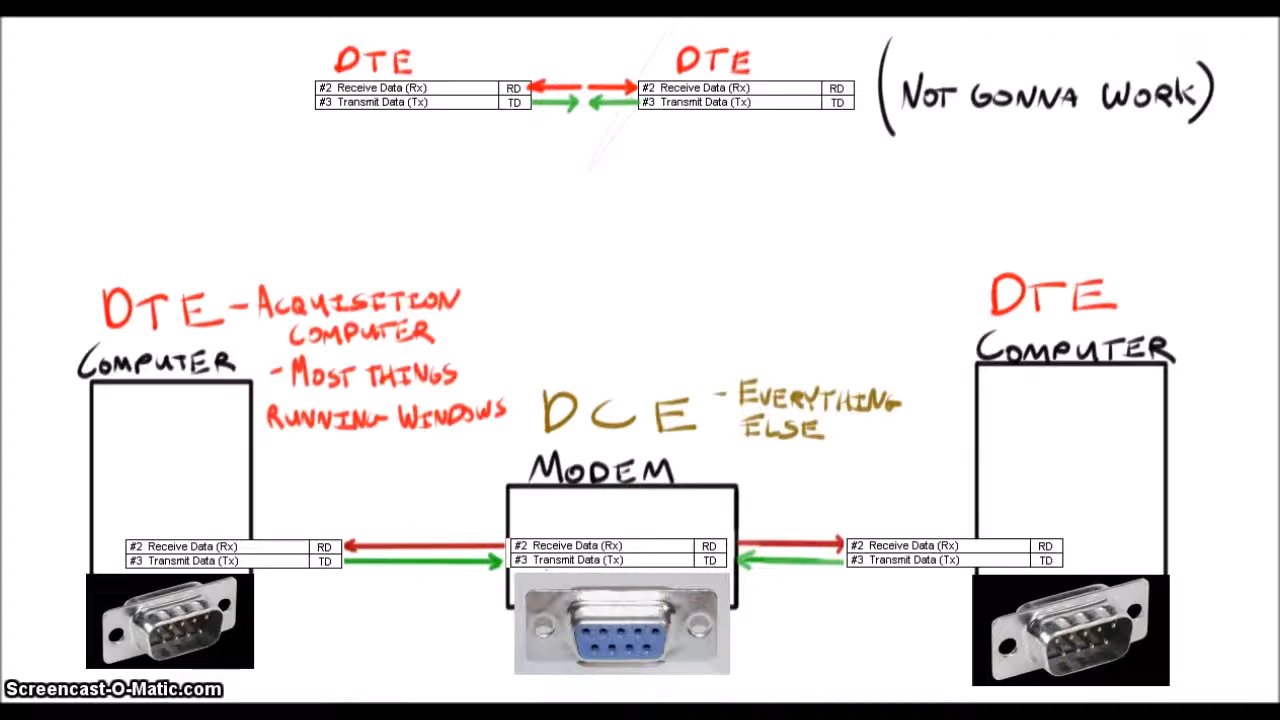 DTE DTE
#2 Receive Data (Rx) RD #2 Receive Data (Rx) RD
#3 Transmit Data (Tx) TD #3 Transmit Data (Tx) TD
(NOT GONNA WORK)
DTE - ACQUISITION
COMPUTER
- MOST THINGS
RUNNING WINDOWS
COMPUTER
#2 Receive Data (Rx) RD
#3 Transmit Data (Tx) TD
DCE - EVERYTHING
ELSE
MODEM
#2 Receive Data (Rx) RD
#3 Transmit Data (Tx) TD
DTE
COMPUTER
#2 Receive Data (Rx) RD
#3 Transmit Data (Tx) TD
Screencast-O-Matic.com